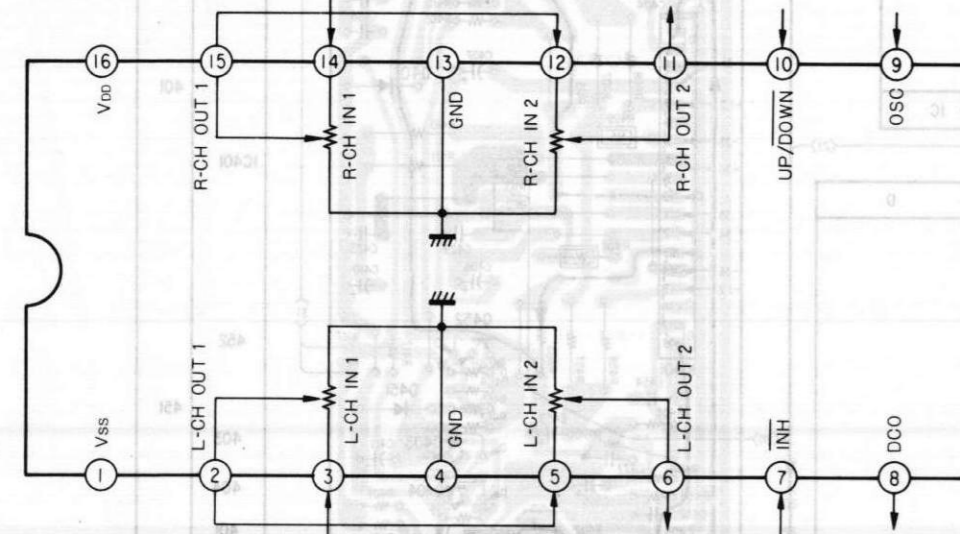 16 15 14 13 12 11 10 9
VDD
R-CH OUT 1
R-CH IN 1
GND
R-CH IN 2
R-CH OUT 2
UP/DOWN
OSC
Vss
L-CH OUT 1
L-CH IN 1
GND
L-CH IN 2
L-CH OUT 2
INH
DCO
1 2 3 4 5 6 7 8